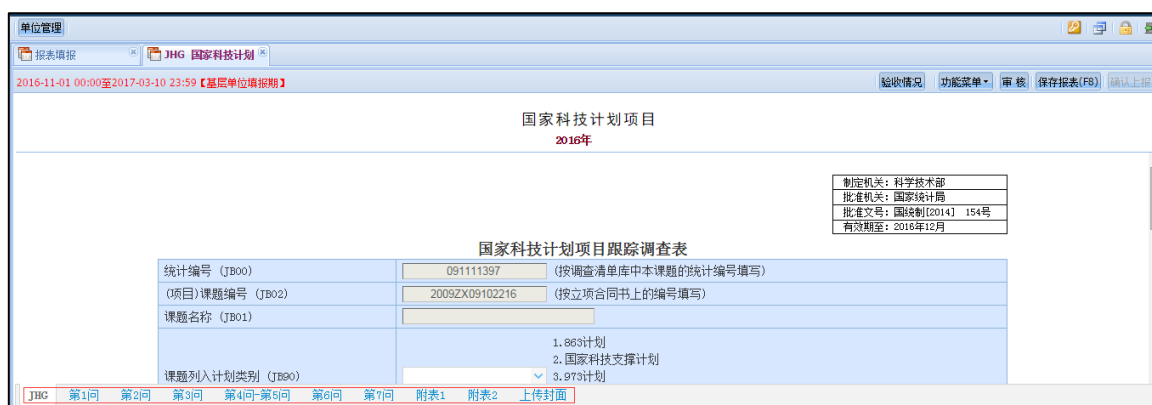 单位管理
报表填报 JHG 国家科技计划
2016-11-01 00:00至2017-03-10 23:59【基层单位填报期】 验收情况 功能菜单 审 核 保存报表(F8) 确认上报
国家科技计划项目
2016年
制定机关：科学技术部
批准机关：国家统计局
批准文号：国统制[2014] 154号
有效期至：2016年12月
国家科技计划项目跟踪调查表
统计编号 (JB00) 091111397 (按调查清单库中本课题的统计编号填写)
(项目)课题编号 (JB02) 2009ZX09102216 (按立项合同书上的编号填写)
课题名称 (JB01)
1.863计划
2.国家科技支撑计划
课题列入计划类别 (JB90) 3.973计划
JHG 第1问 第2问 第3问 第4问-第5问 第6问 第7问 附表1 附表2 上传封面